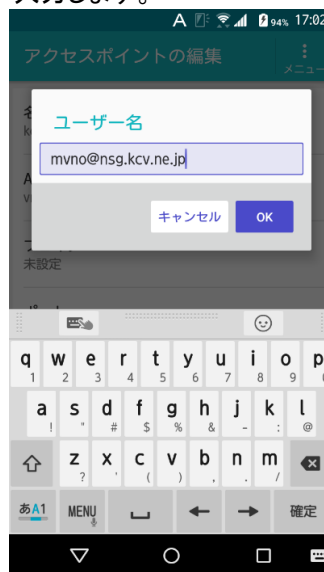 入力します。
A 94% 17:02
アクセスポイントの編集
メニュー
ユーザー名
mvno@nsg.kcv.ne.jp
キャンセル OK
未設定
q w e r t y u i o p
1 2 3 4 5 6 7 8 9
a s d f g h j k l
! " # $ % & - : @
z x c v b n m
? ' ( ) , . /
あA1 MENU 確定